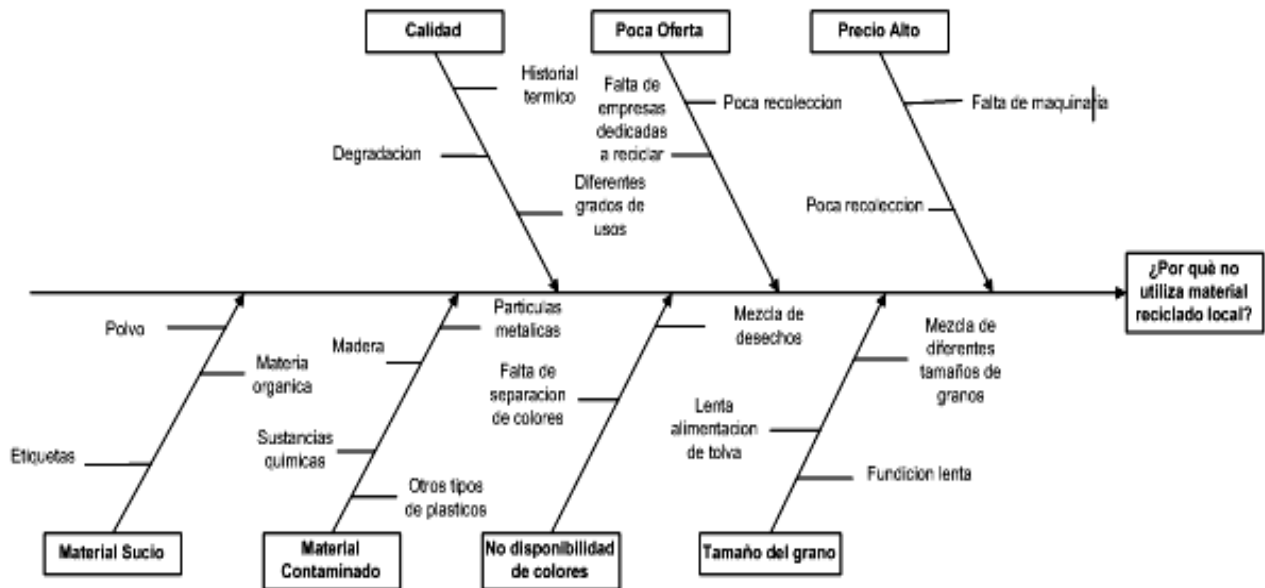 Calidad
Poca Oferta
Precio Alto
Historial
termico
Degradacion
Diferentes
grados de
usos
Falta de
empresas
dedicadas
a reciclar
Poca recoleccion
Falta de maquinaria
Poca recoleccion
¿Por què no
utiliza material
reciclado local?
Polvo
Materia
organica
Etiquetas
Material Sucio
Particulas
metalicas
Madera
Sustancias
quimicas
Otros tipos
de plasticos
Material
Contaminado
Mezcla de
desechos
Falta de
separacion
de colores
No disponibilidad
de colores
Mezcla de
diferentes
tamaños de
granos
Lenta
alimentacion
de tolva
Fundicion lenta
Tamaño del grano